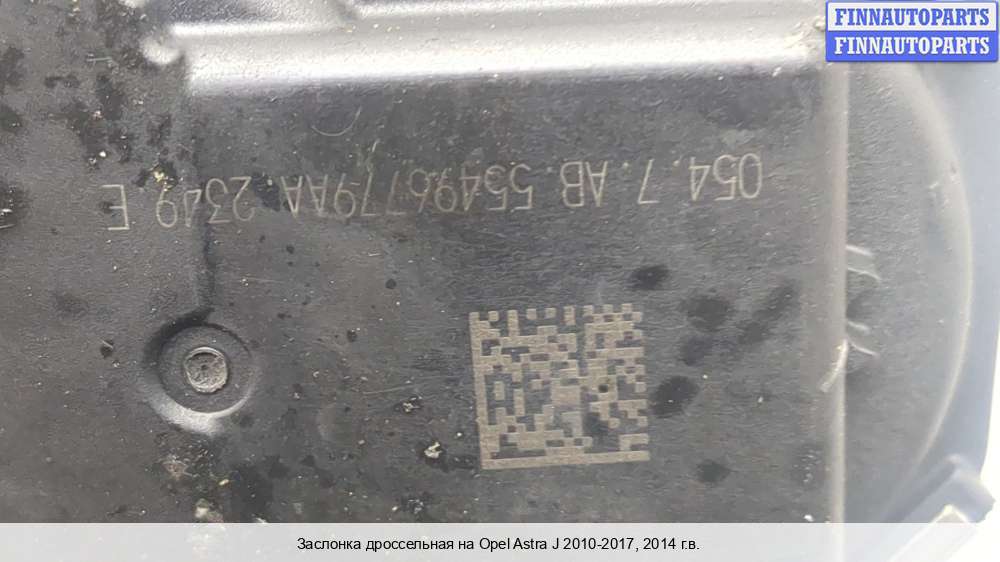 FINNAUTOPARTS
FINNAUTOPARTS
054.7.AB.55496779AA 2349 E
Заслонка дроссельная на Opel Astra J 2010-2017, 2014 г.в.